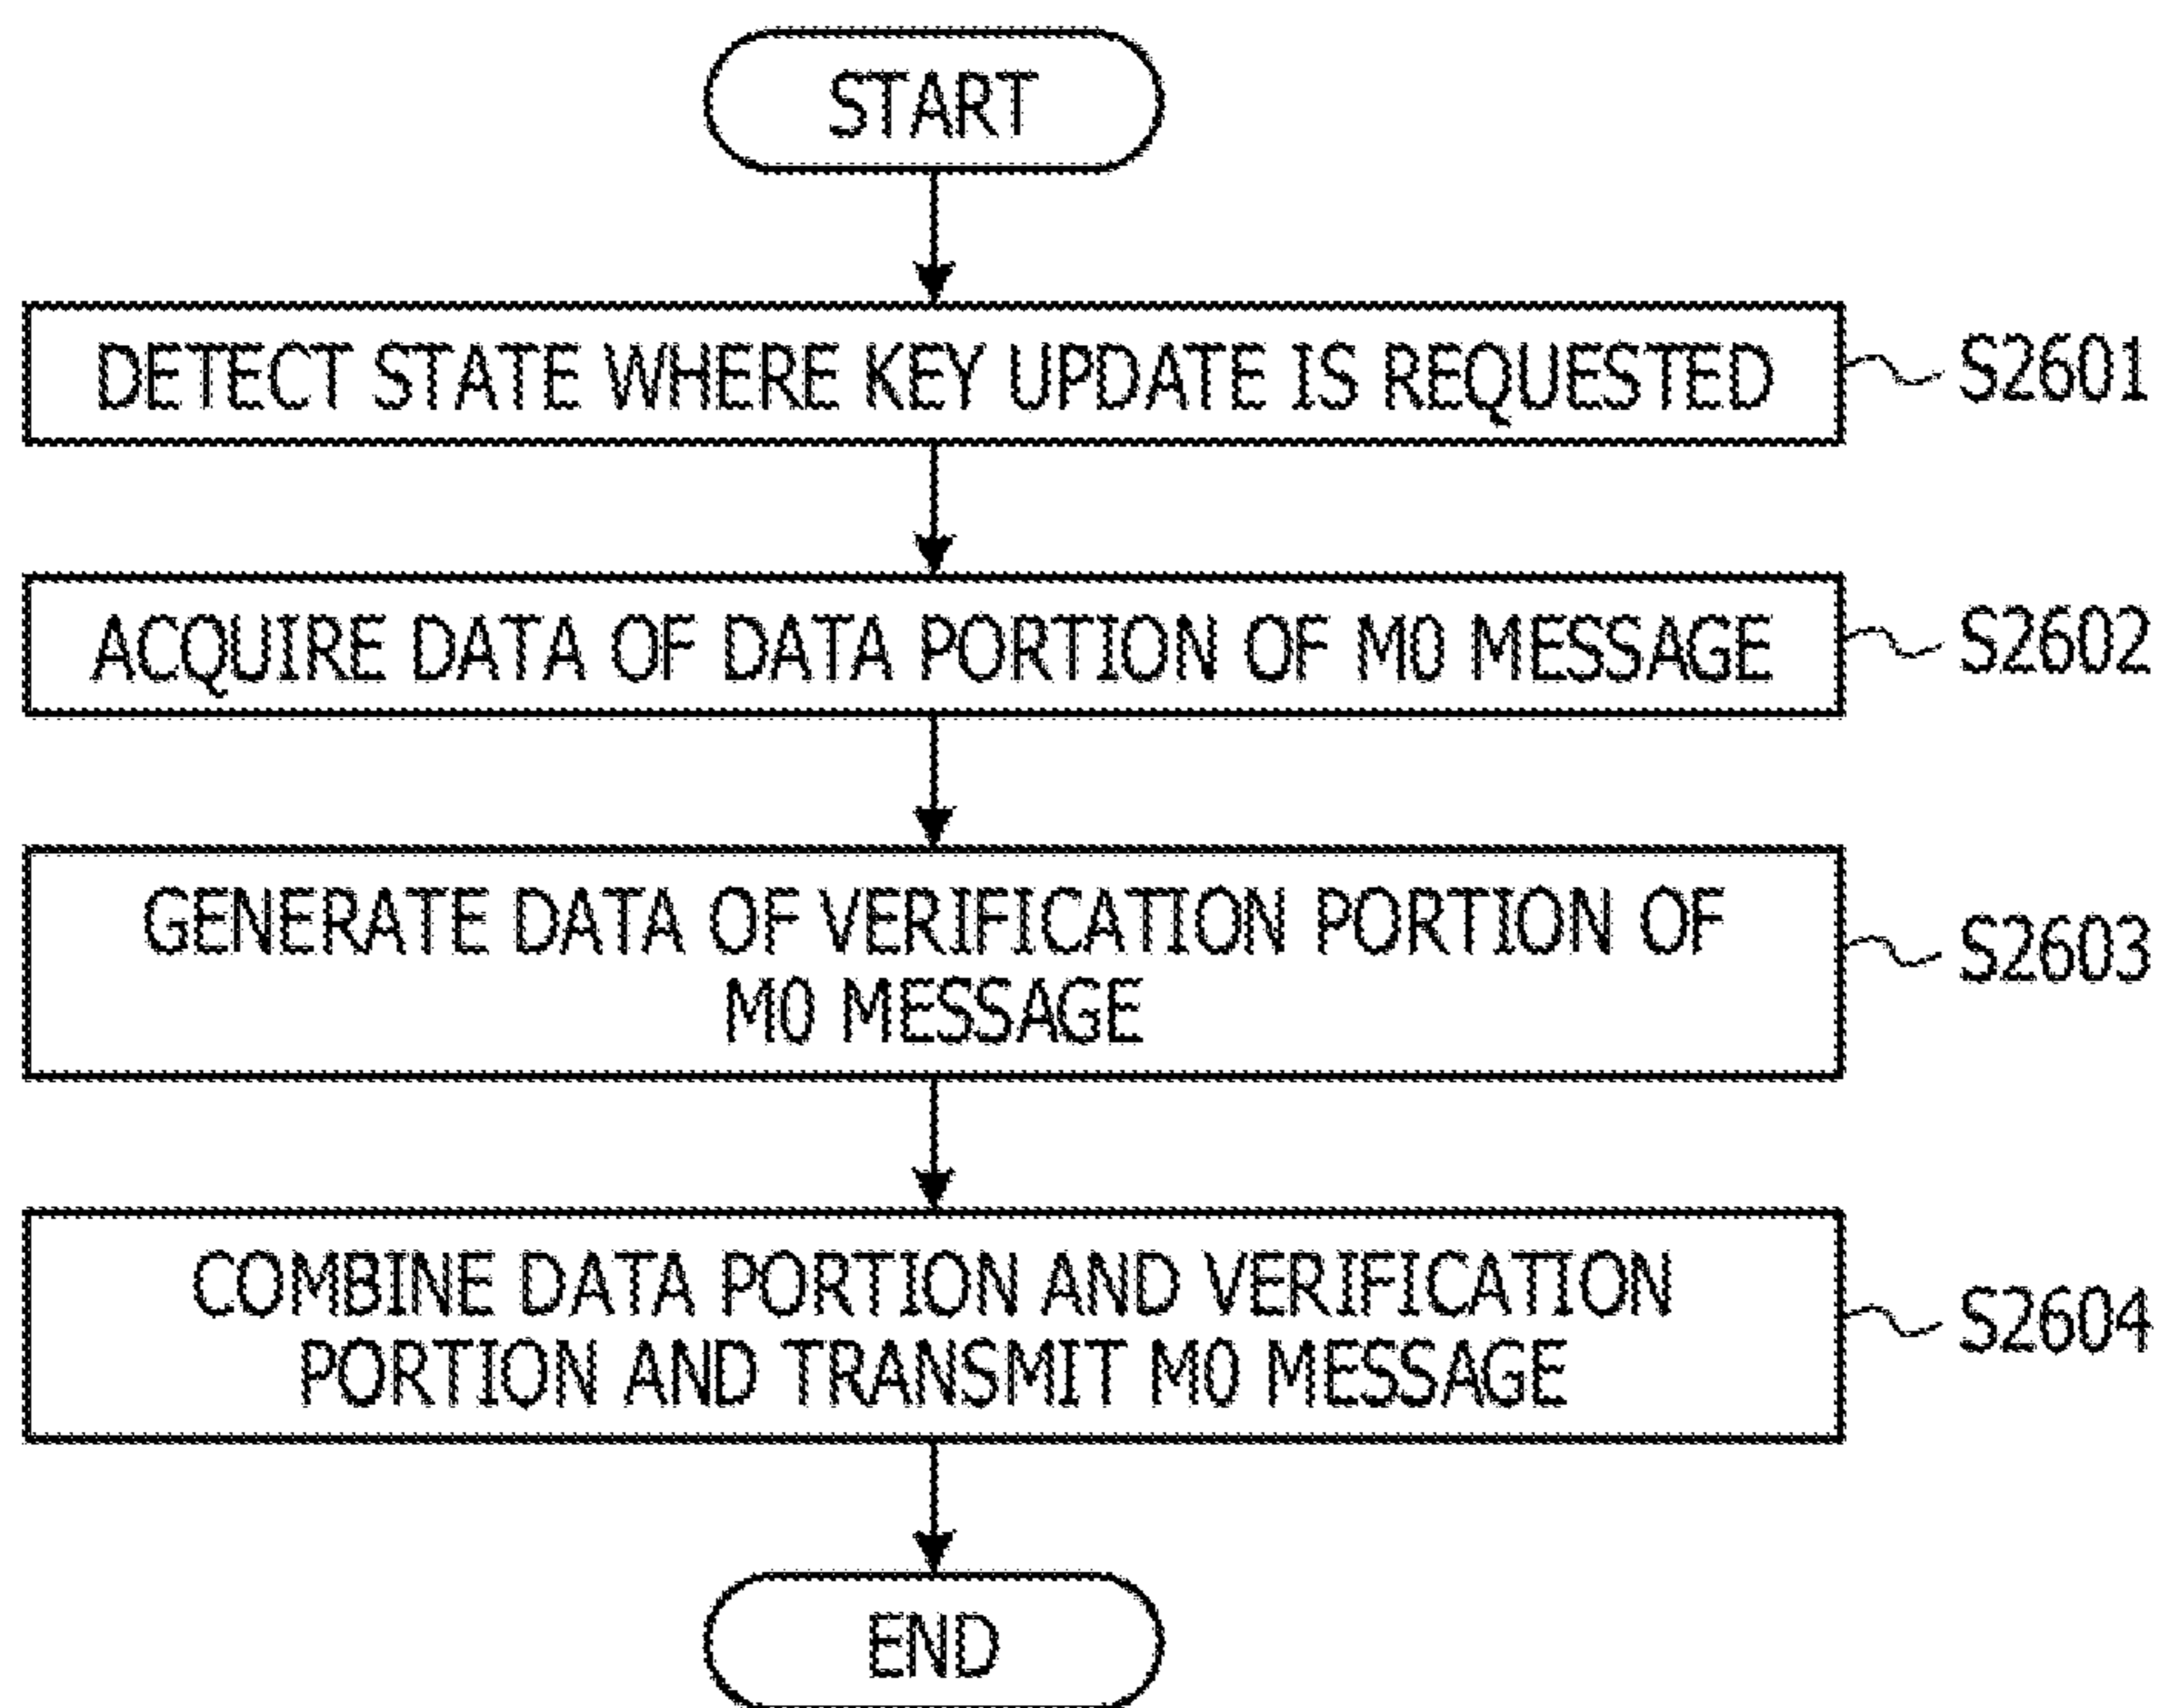 START
DETECT STATE WHERE KEY UPDATE IS REQUESTED
S2601
ACQUIRE DATA OF DATA PORTION OF M0 MESSAGE
S2602
GENERATE DATA OF VERIFICATION PORTION OF
M0 MESSAGE
S2603
COMBINE DATA PORTION AND VERIFICATION
PORTION AND TRANSMIT M0 MESSAGE
S2604
END